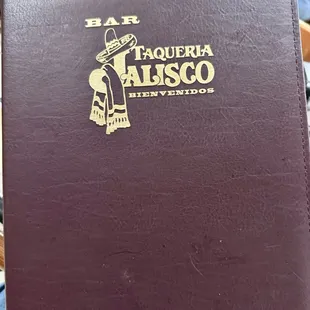 BAR
TAQUERIA
JALISCO
BIENVENIDOS